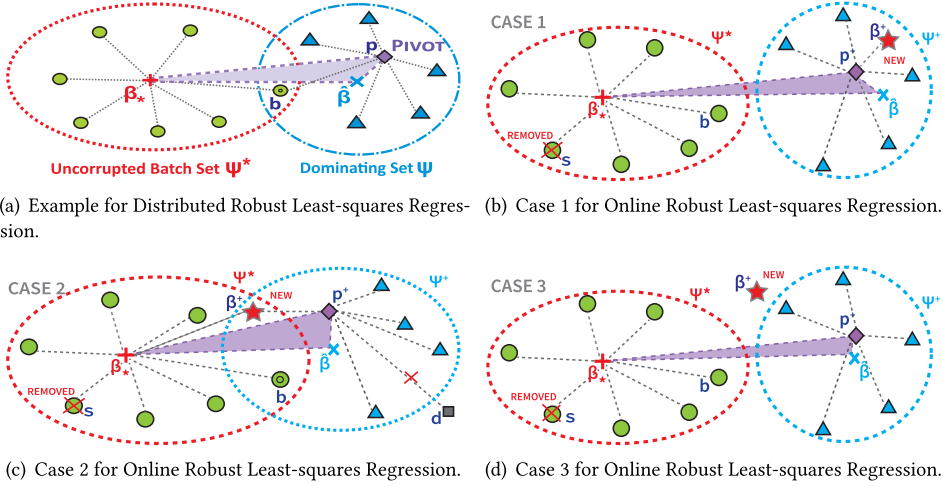 p
PIVOT
β*
β̂
b
Uncorrupted Batch Set Ψ*
Dominating Set Ψ
(a) Example for Distributed Robust Least-squares Regres-
sion.
CASE 1
Ψ*
Ψ+
β+
NEW
p+
β*
β̂
b
REMOVED
s
(b) Case 1 for Online Robust Least-squares Regression.
CASE 2
Ψ*
Ψ+
β+
NEW
p+
β*
β̂
REMOVED
s
b
d
(c) Case 2 for Online Robust Least-squares Regression.
CASE 3
Ψ*
β+
NEW
Ψ+
p+
β*
β̂
b
REMOVED
s
(d) Case 3 for Online Robust Least-squares Regression.